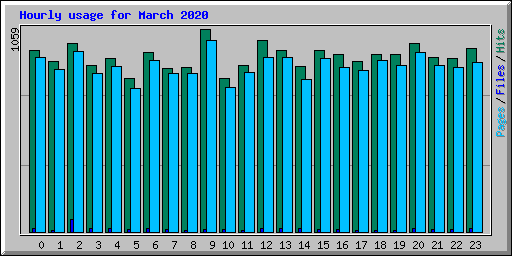 Hourly usage for March 2020
1059
Pages/Files/Hits
0 1 2 3 4 5 6 7 8 9 10 11 12 13 14 15 16 17 18 19 20 21 22 23